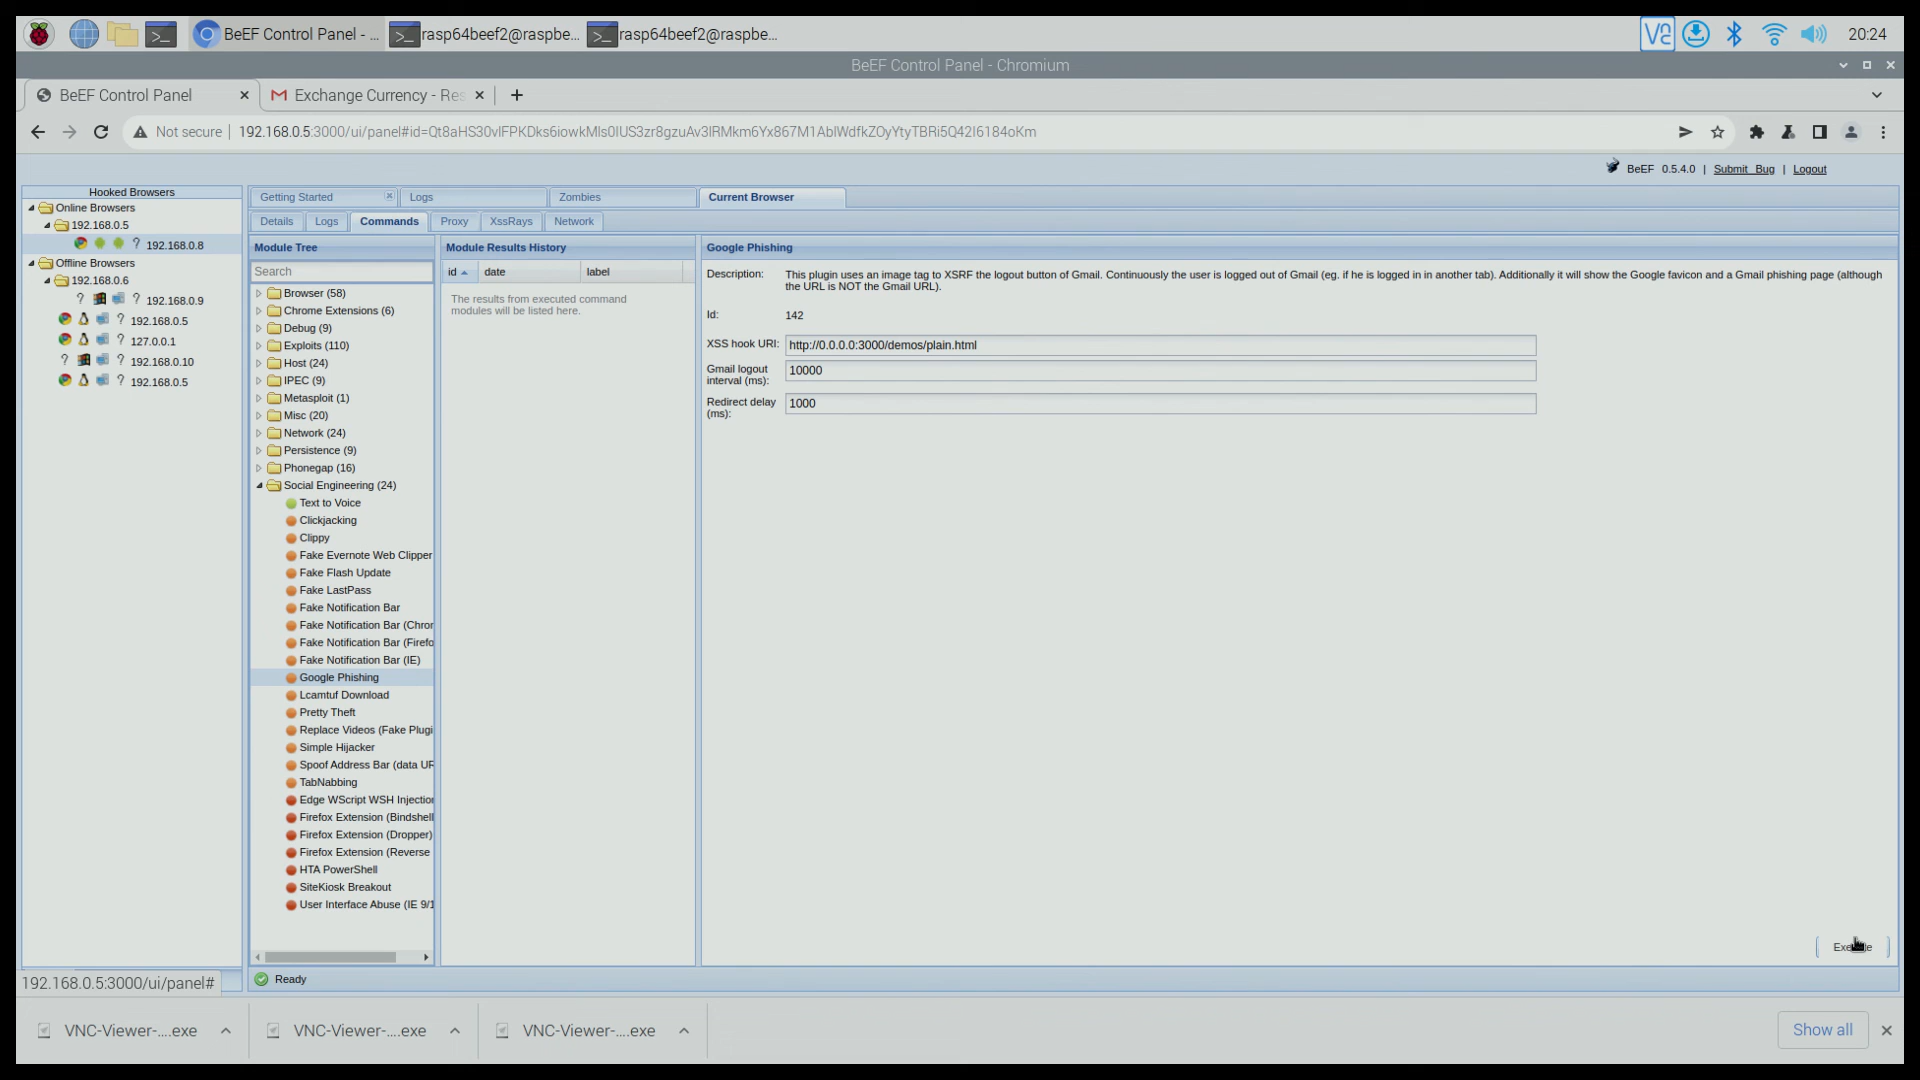 BeEF Control Panel - ...
rasp64beef2@raspbe...
rasp64beef2@raspbe...
20:24
BeEF Control Panel - Chromium
BeEF Control Panel
Exchange Currency - Res
Not secure
192.168.0.5:3000/ui/panel#id=Qt8aHS30vlFPKDks6iowkMls0IUS3zr8gzuAv3lRMkm6Yx867M1AblWdfkZOyYtyTBRi5Q42I6184oKm
BeEF 0.5.4.0 | Submit Bug | Logout
Hooked Browsers
Online Browsers
192.168.0.5
? 192.168.0.8
Offline Browsers
192.168.0.6
? ? 192.168.0.9
? 192.168.0.5
? 127.0.0.1
? ? 192.168.0.10
? 192.168.0.5
Getting Started
Logs
Zombies
Current Browser
Details
Logs
Commands
Proxy
XssRays
Network
Module Tree
Search
Browser (58)
Chrome Extensions (6)
Debug (9)
Exploits (110)
Host (24)
IPEC (9)
Metasploit (1)
Misc (20)
Network (24)
Persistence (9)
Phonegap (16)
Social Engineering (24)
Text to Voice
Clickjacking
Clippy
Fake Evernote Web Clipper
Fake Flash Update
Fake LastPass
Fake Notification Bar
Fake Notification Bar (Chror
Fake Notification Bar (Firefo
Fake Notification Bar (IE)
Google Phishing
Lcamtuf Download
Pretty Theft
Replace Videos (Fake Plugi
Simple Hijacker
Spoof Address Bar (data UR
TabNabbing
Edge WScript WSH Injection
Firefox Extension (Bindshell
Firefox Extension (Dropper)
Firefox Extension (Reverse
HTA PowerShell
SiteKiosk Breakout
User Interface Abuse (IE 9/1
Module Results History
id
date
label
The results from executed command
modules will be listed here.
Google Phishing
Description:
This plugin uses an image tag to XSRF the logout button of Gmail. Continuously the user is logged out of Gmail (eg. if he is logged in in another tab). Additionally it will show the Google favicon and a Gmail phishing page (although
the URL is NOT the Gmail URL).
Id:
142
XSS hook URI:
http://0.0.0.0:3000/demos/plain.html
Gmail logout
interval (ms):
10000
Redirect delay
(ms):
1000
Ready
192.168.0.5:3000/ui/panel#
VNC-Viewer-....exe
VNC-Viewer-....exe
VNC-Viewer-....exe
Show all